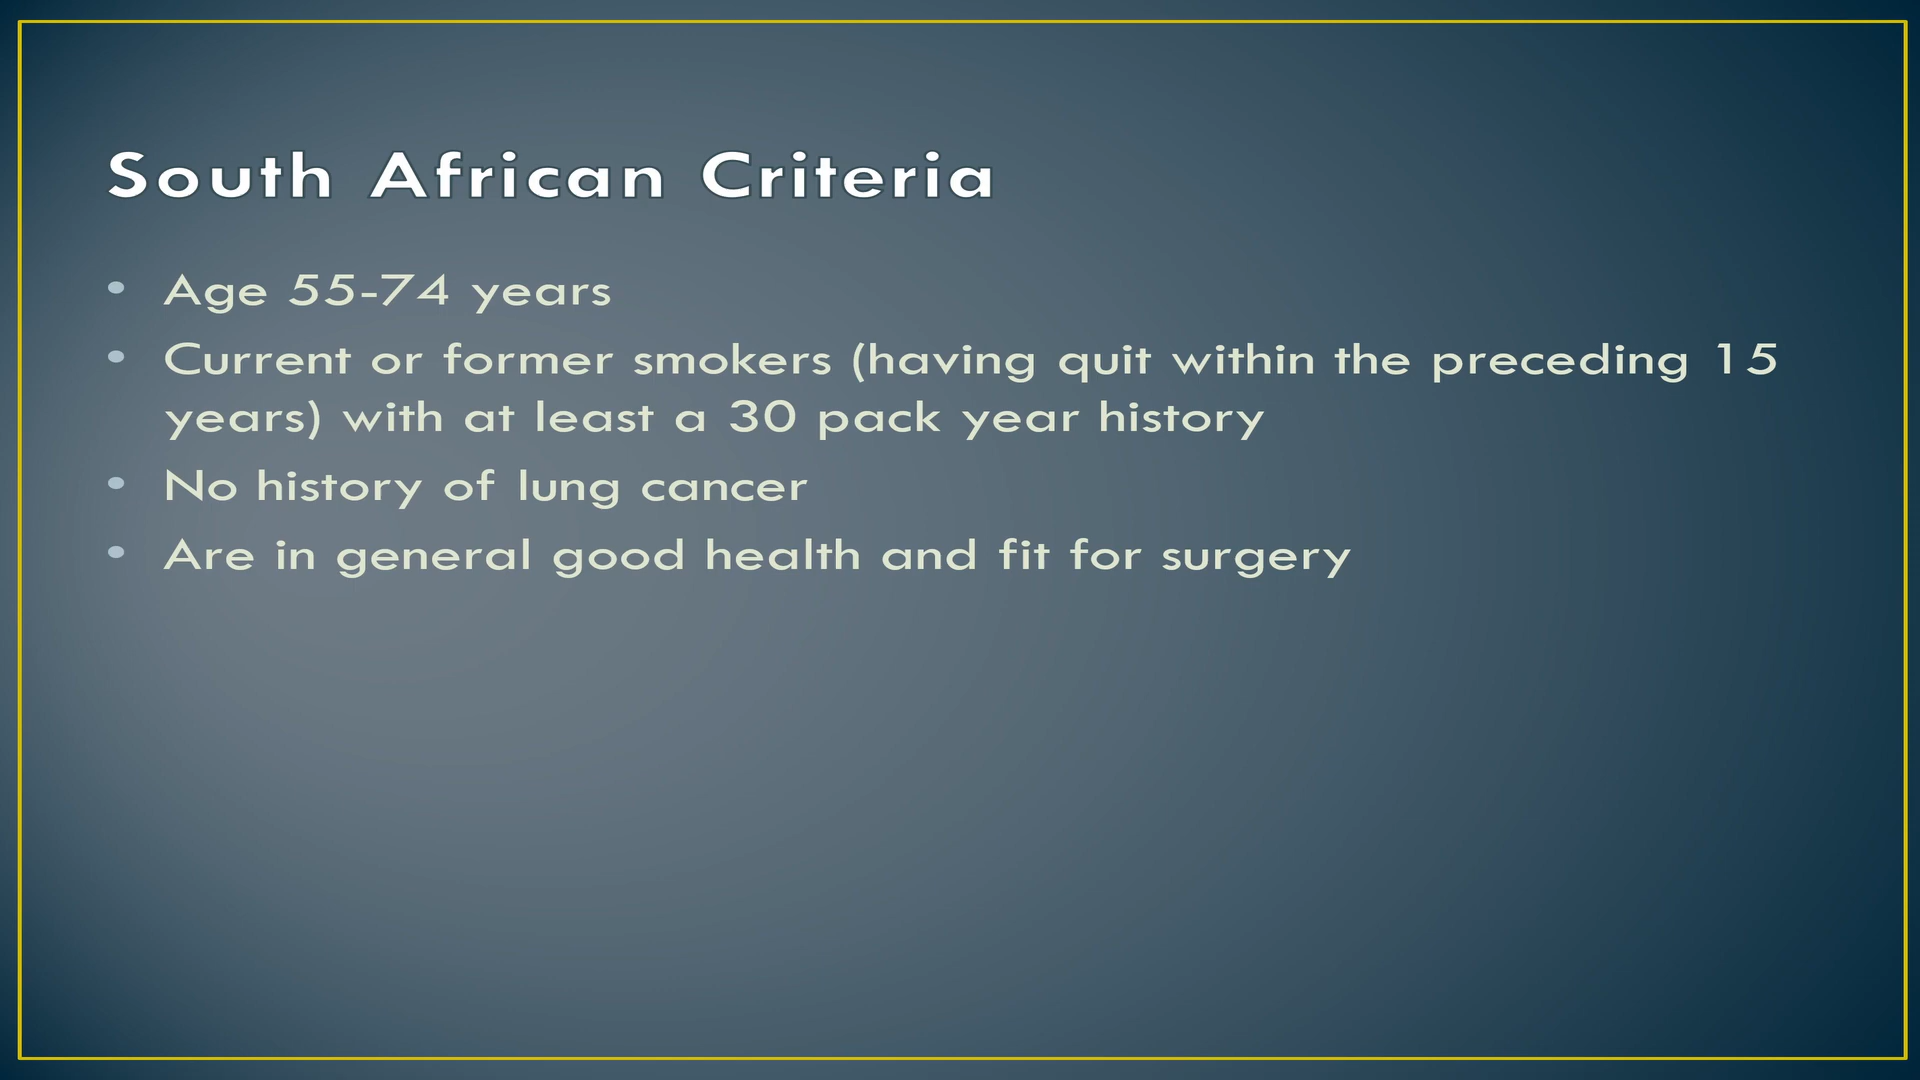 South African Criteria
• Age 55-74 years
• Current or former smokers (having quit within the preceding 15
years) with at least a 30 pack year history
• No history of lung cancer
• Are in general good health and fit for surgery